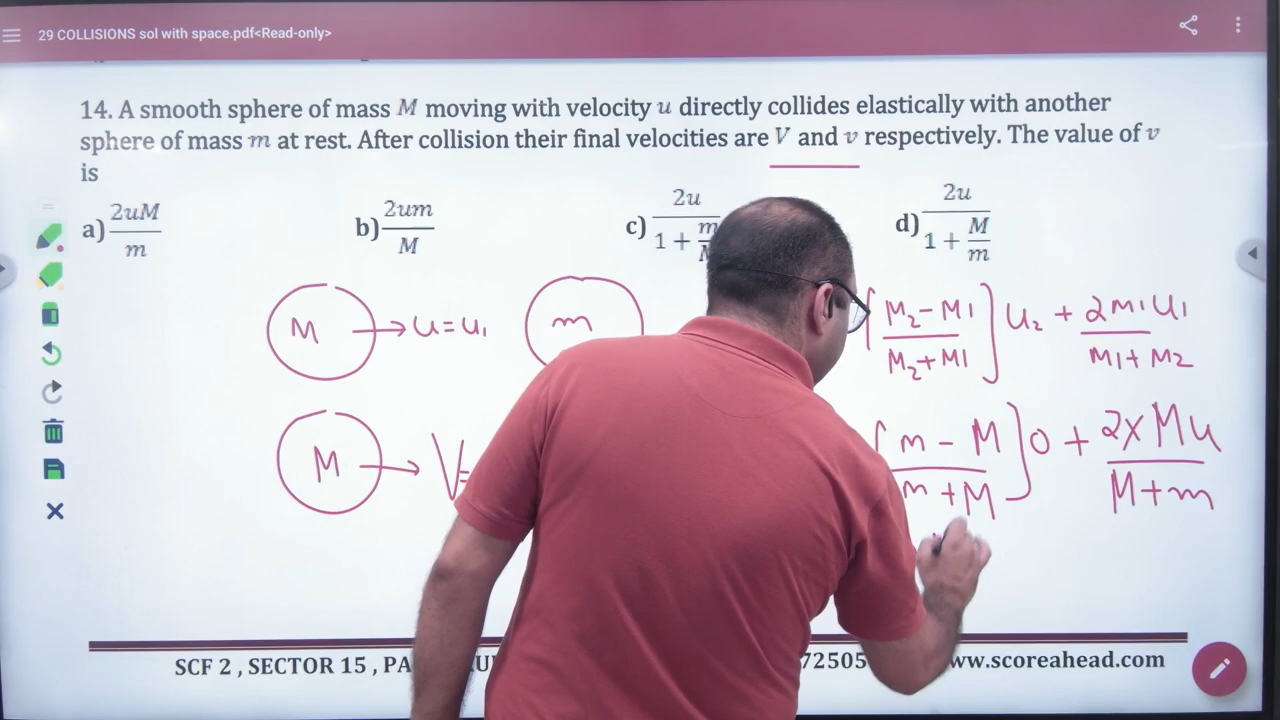 29 COLLISIONS sol with space.pdf<Read-only>
14. A smooth sphere of mass M moving with velocity u directly collides elastically with another
sphere of mass m at rest. After collision their final velocities are V and v respectively. The value of v
is
a) 2uM/m b) 2um/M c) 2u/(1 + m/ d) 2u/(1 + M/m)
M → u = u₁ m [(M₂ - M₁)/(M₂ + M₁)] u₂ + 2m₁u₁/(M₁ + M₂)
M → V= [(m - M)/(m + M)] 0 + 2 x Mu/(M + m)
SCF 2 , SECTOR 15 , PA 72505 ww.scoreahead.com